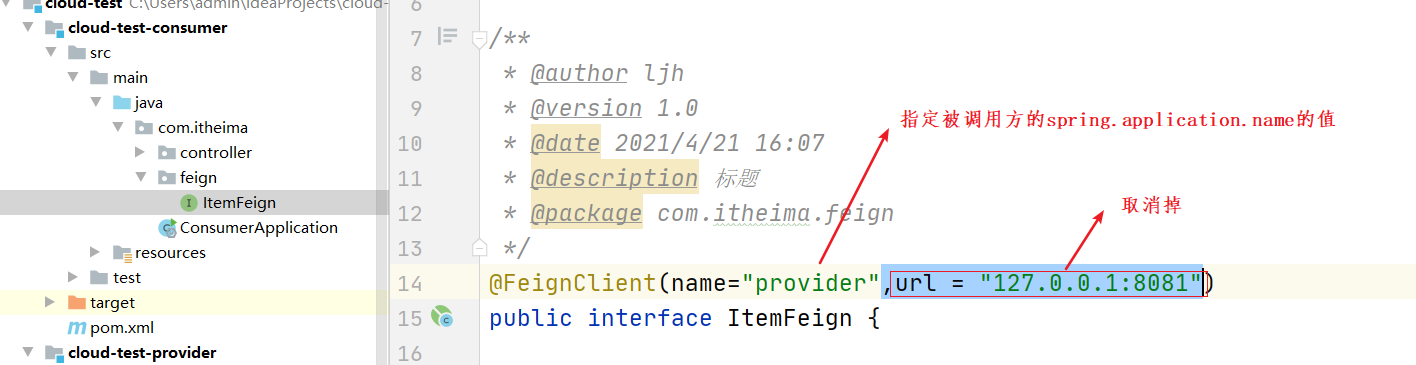 cloud-test C:\Users\admin\IdeaProjects\cloud-
cloud-test-consumer
src
main
java
com.itheima
controller
feign
ItemFeign
ConsumerApplication
resources
test
target
pom.xml
cloud-test-provider
6
7 /**
8 * @author ljh
9 * @version 1.0
10 * @date 2021/4/21 16:07
11 * @description 标题
12 * @package com.itheima.feign
13 */
14 @FeignClient(name="provider",url = "127.0.0.1:8081")
15 public interface ItemFeign {
16
指定被调用方的spring.application.name的值
取消掉